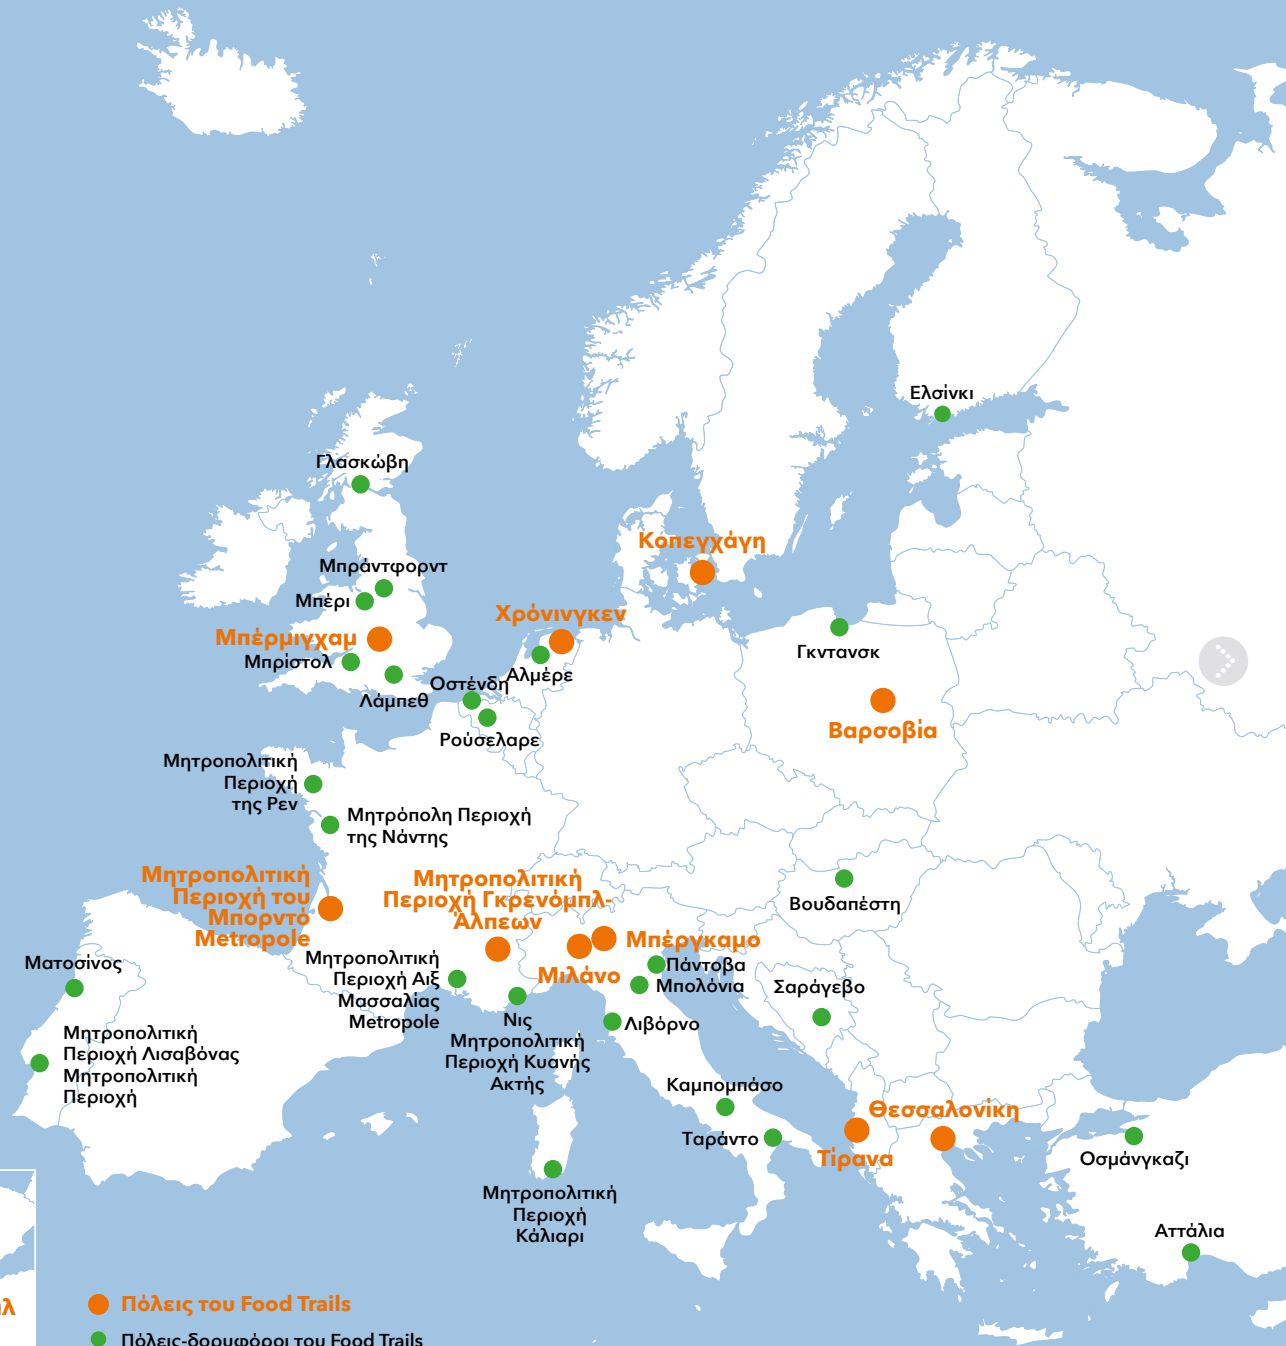 Ελσίνκι
Γλασκώβη
Κοπεγχάγη
Μπράντφορντ
Μπέρι
Χρόνινγκεν
Μπέρμιγχαμ
Μπρίστολ
Γκντανσκ
Αλμέρε
Οστένδη
Λάμπεθ
Βαρσοβία
Ρούσελαρε
Μητροπολιτική
Περιοχή
της Ρεν
Μητρόπολη Περιοχή
της Νάντης
Μητροπολιτική
Περιοχή του
Μπορντό
Metropole
Μητροπολιτική
Περιοχή Γκρενόμπλ-
Άλπεων
Βουδαπέστη
Μπέργκαμο
Μιλάνο
Πάντοβα
Μπολόνια
Ματοσίνος
Μητροπολιτική
Περιοχή Αιξ
Μασσαλίας
Metropole
Σαράγεβο
Νις
Μητροπολιτική
Περιοχή Κυανής
Ακτής
Λιβόρνο
Μητροπολιτική
Περιοχή Λισαβόνας
Μητροπολιτική
Περιοχή
Καμπομπάσο
Θεσσαλονίκη
Ταράντο
Τίρανα
Οσμάνγκαζι
Μητροπολιτική
Περιοχή
Κάλιαρι
Αττάλια
Πόλεις του Food Trails
Πόλεις-δορυφόροι του Food Trails